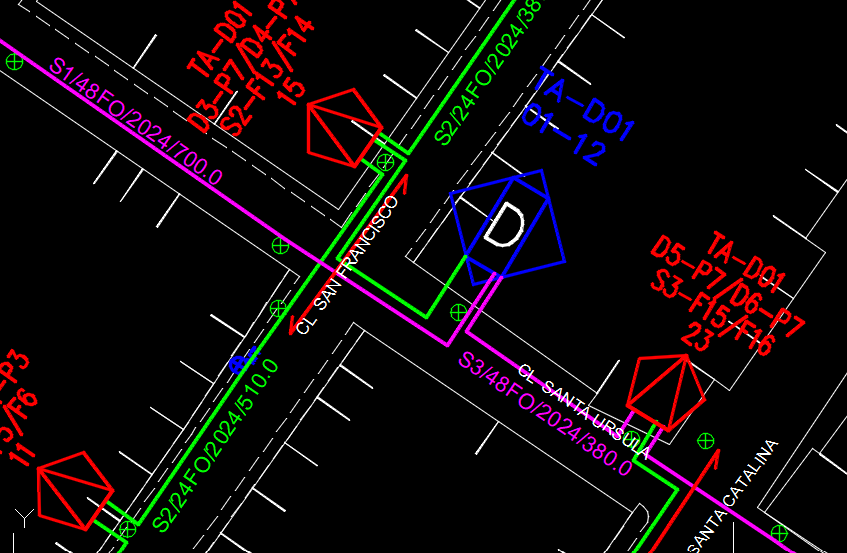 TA-D01
D3-P7/D4-P7
S2-F13/F14
15
S2/24FO/2024/38
S1/48FO/2024/700.0
TA-D01
01-12
D
CL SAN FRANCISCO
TA-D01
D5-P7/D6-P7
S3-F15/F16
23
S3/48FO/2024/380.0
CL SANTA URSULA
S2/24FO/2024/510.0
-P3
/F6
11
SANTA CATALINA
Y